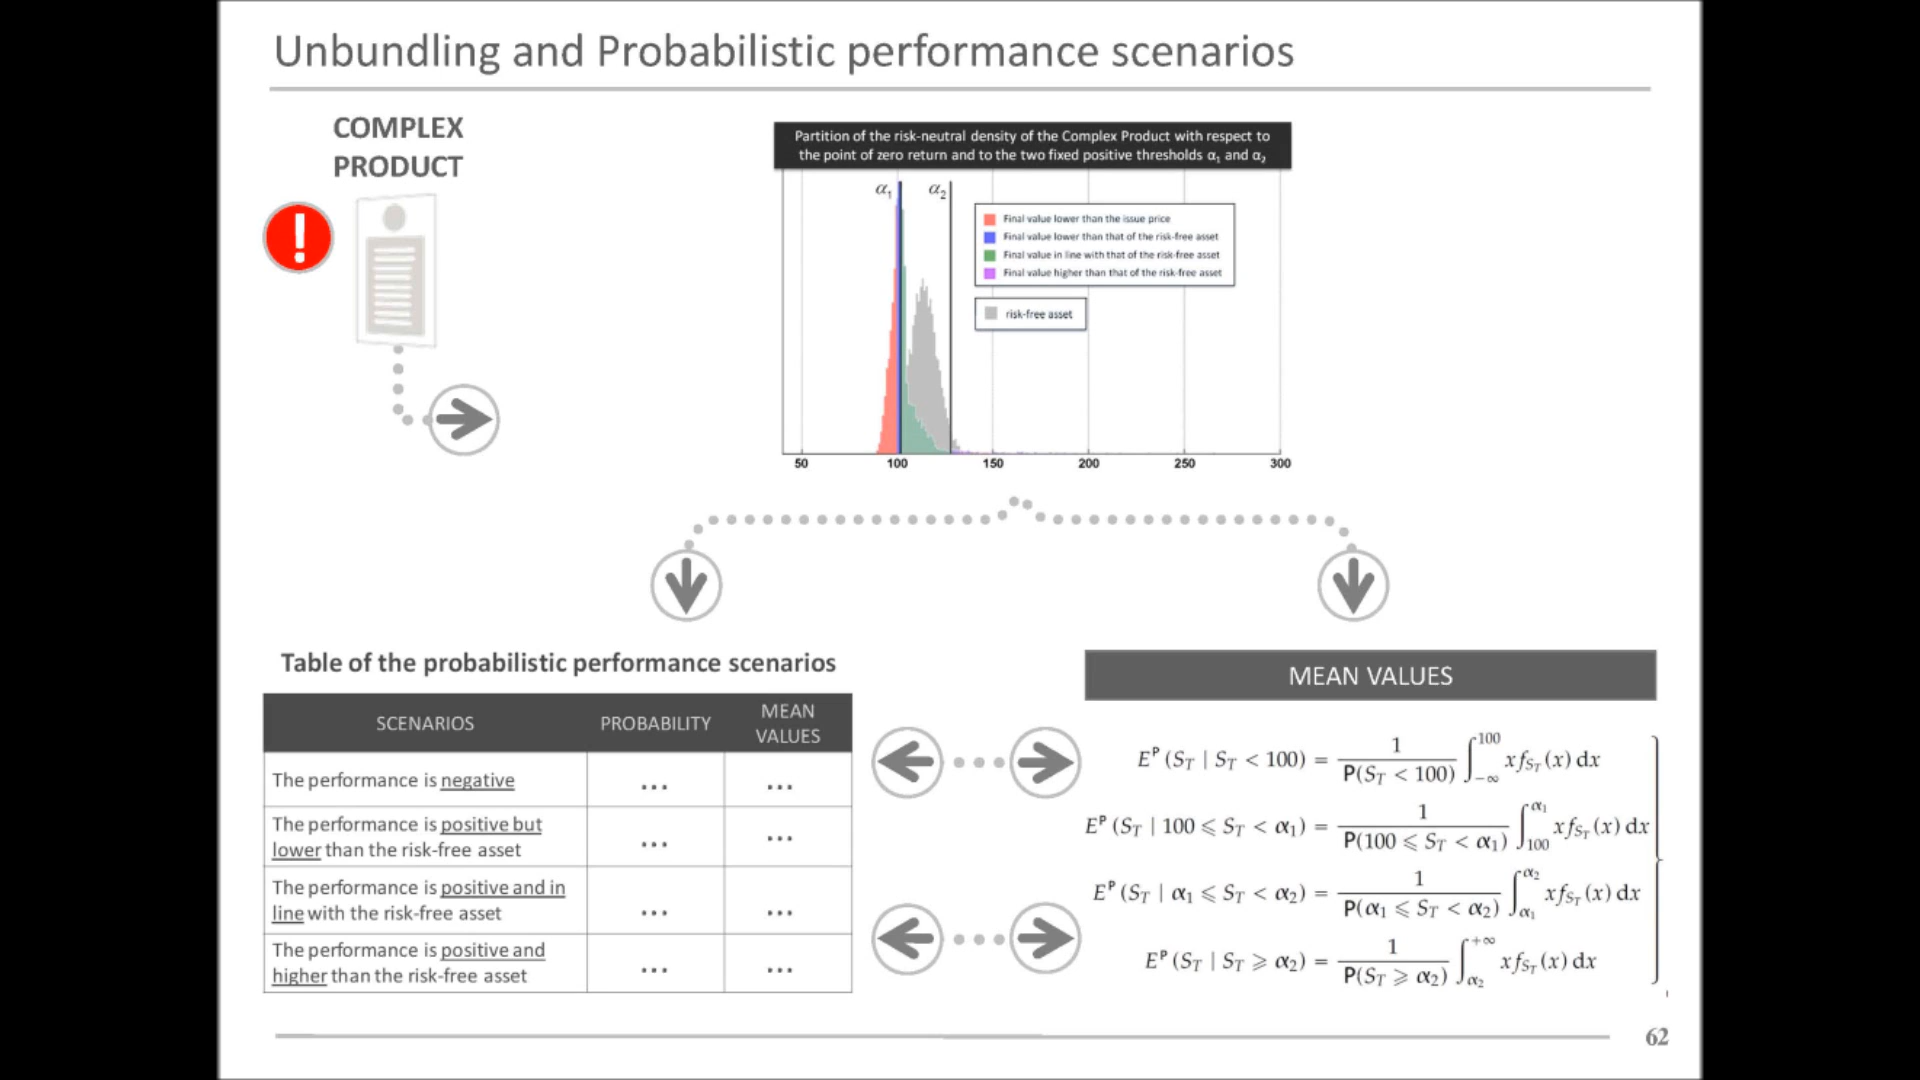 Unbundling and Probabilistic performance scenarios
COMPLEX
PRODUCT
!
Partition of the risk-neutral density of the Complex Product with respect to
the point of zero return and to the two fixed positive thresholds α₁ and α₂
α₁ α₂
Final value lower than the issue price
Final value lower than that of the risk-free asset
Final value in line with that of the risk-free asset
Final value higher than that of the risk-free asset
risk-free asset
50 100 150 200 250 300
Table of the probabilistic performance scenarios
SCENARIOS PROBABILITY MEAN VALUES
The performance is negative ... ...
The performance is positive but
lower than the risk-free asset ... ...
The performance is positive and in
line with the risk-free asset ... ...
The performance is positive and
higher than the risk-free asset ... ...
MEAN VALUES
E^P (S_T | S_T < 100) = 1 / P(S_T < 100) ∫_{-∞}^{100} x f_{S_T}(x) dx
E^P (S_T | 100 ⩽ S_T < α₁) = 1 / P(100 ⩽ S_T < α₁) ∫_{100}^{α₁} x f_{S_T}(x) dx
E^P (S_T | α₁ ⩽ S_T < α₂) = 1 / P(α₁ ⩽ S_T < α₂) ∫_{α₁}^{α₂} x f_{S_T}(x) dx
E^P (S_T | S_T ⩾ α₂) = 1 / P(S_T ⩾ α₂) ∫_{α₂}^{+∞} x f_{S_T}(x) dx
62